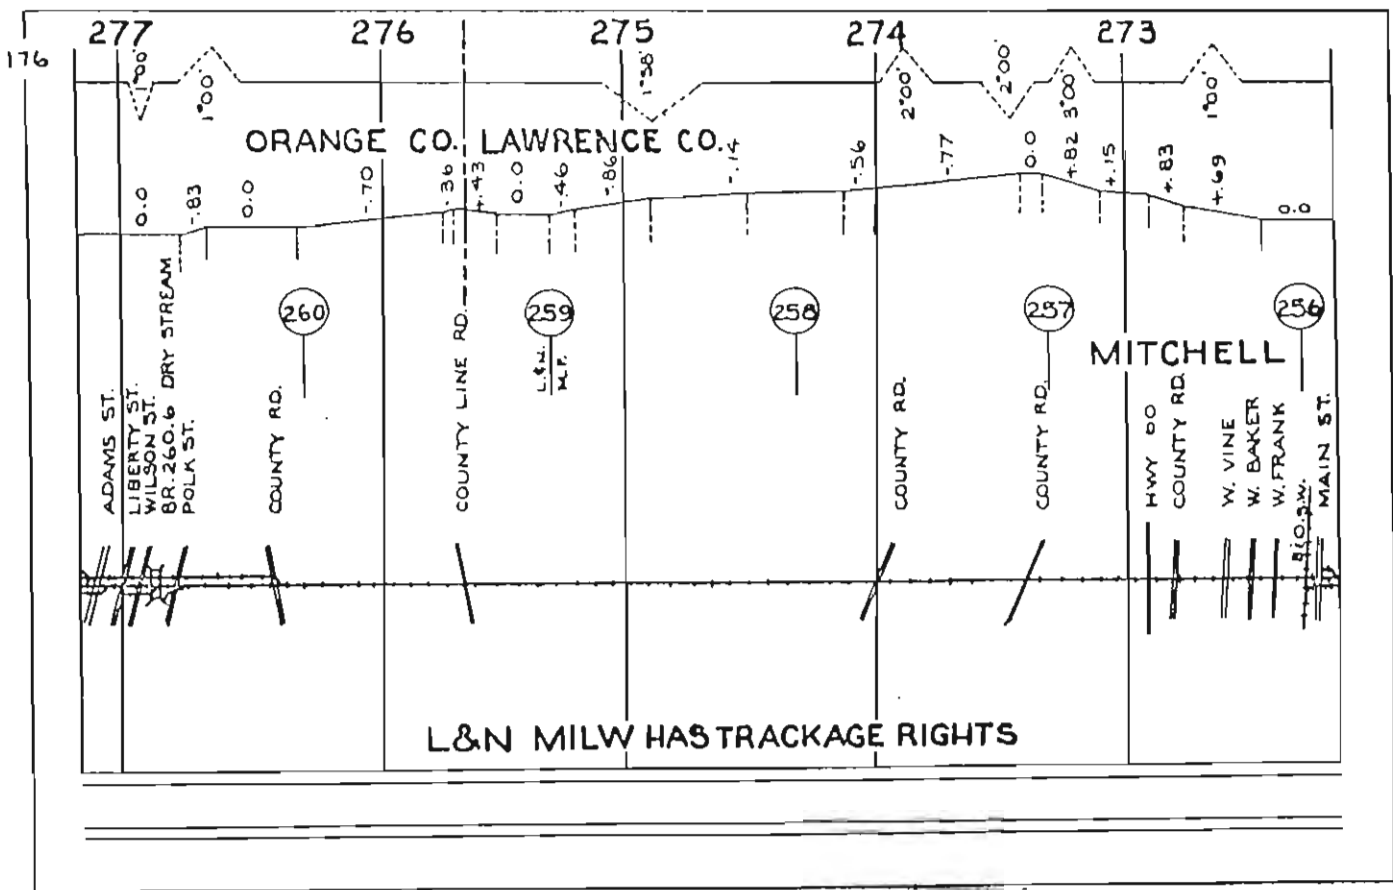 277 276 275 274 273
176
1°00'
1°00'
1°38'
2°00'
2°00'
3°00'
1°00'
ORANGE CO. LAWRENCE CO.
0.0
-.83
0.0
-.70
-.36
+.43
0.0
-.46
-.86
-.14
-.56
-.77
0.0
+.82
+.15
+.83
+.69
0.0
260 259 258 257 256
L.&N.
M.P.
MITCHELL
ADAMS ST.
LIBERTY ST.
WILSON ST.
BR. 260.6 DRY STREAM
POLK ST.
COUNTY RD.
COUNTY LINE RD.
COUNTY RD.
COUNTY RD.
HWY 60
COUNTY RD.
W. VINE
W. BAKER
W. FRANK
B&O.S.W.
MAIN ST.
L&N MILW HAS TRACKAGE RIGHTS